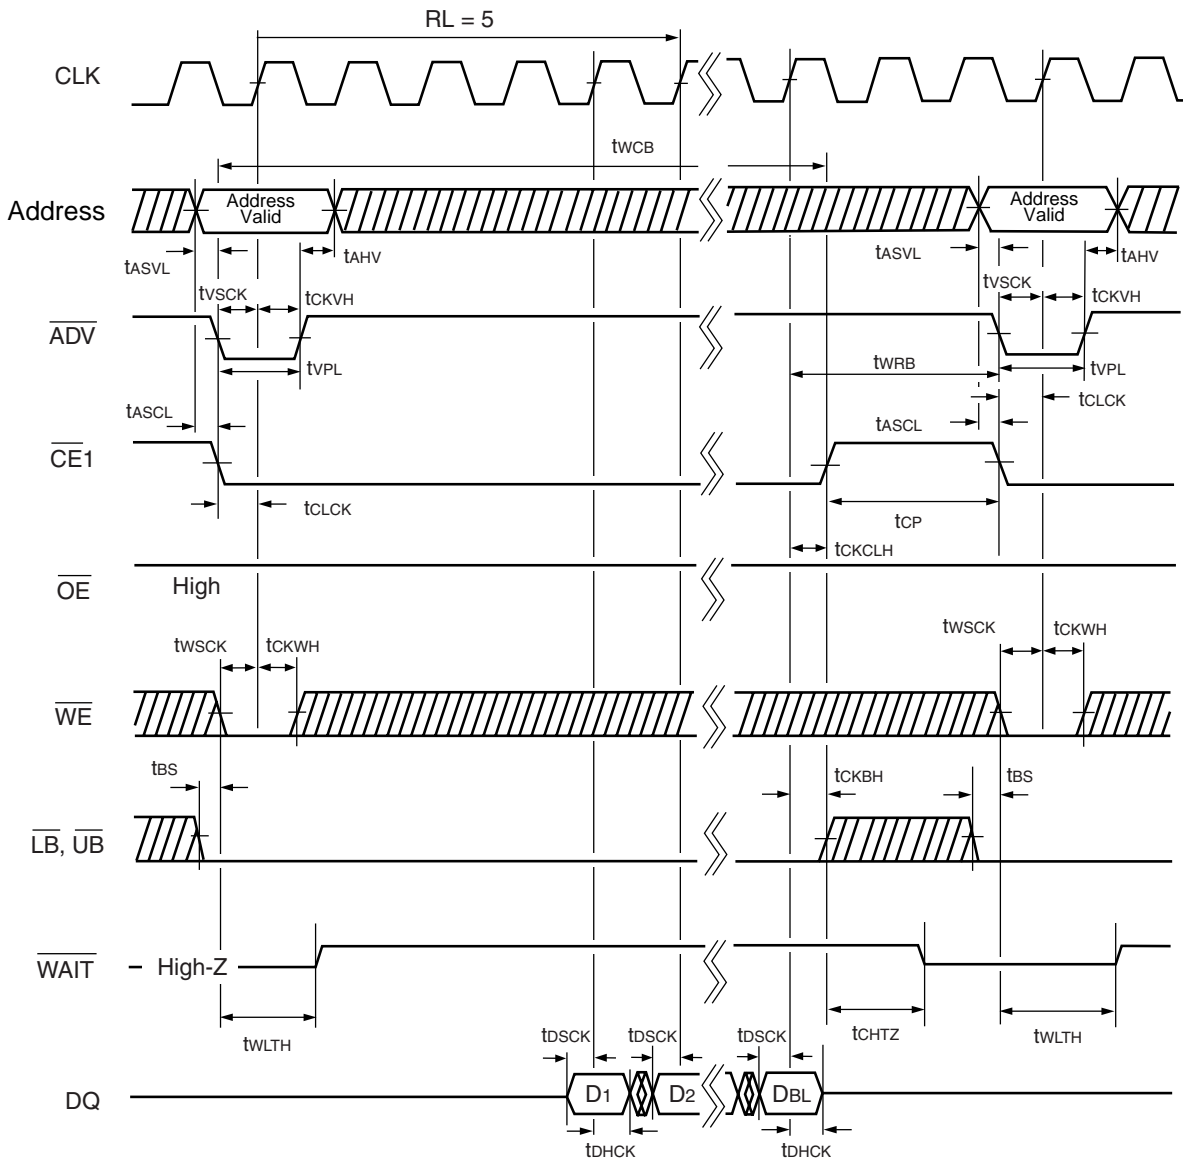 RL = 5
CLK
tWCB
Address
Address Valid
Address Valid
tASVL
tAHV
tASVL
tAHV
tVSCK
tCKVH
tVSCK
tCKVH
ADV
tVPL
tWRB
tVPL
tASCL
tCLCK
tASCL
CE1
tCLCK
tCP
tCKCLH
OE
High
tWSCK
tCKWH
tWSCK
tCKWH
WE
tBS
tCKBH
tBS
LB, UB
WAIT
High-Z
tWLTH
tCHTZ
tWLTH
tDSCK
tDSCK
tDSCK
DQ
D1
D2
DBL
tDHCK
tDHCK